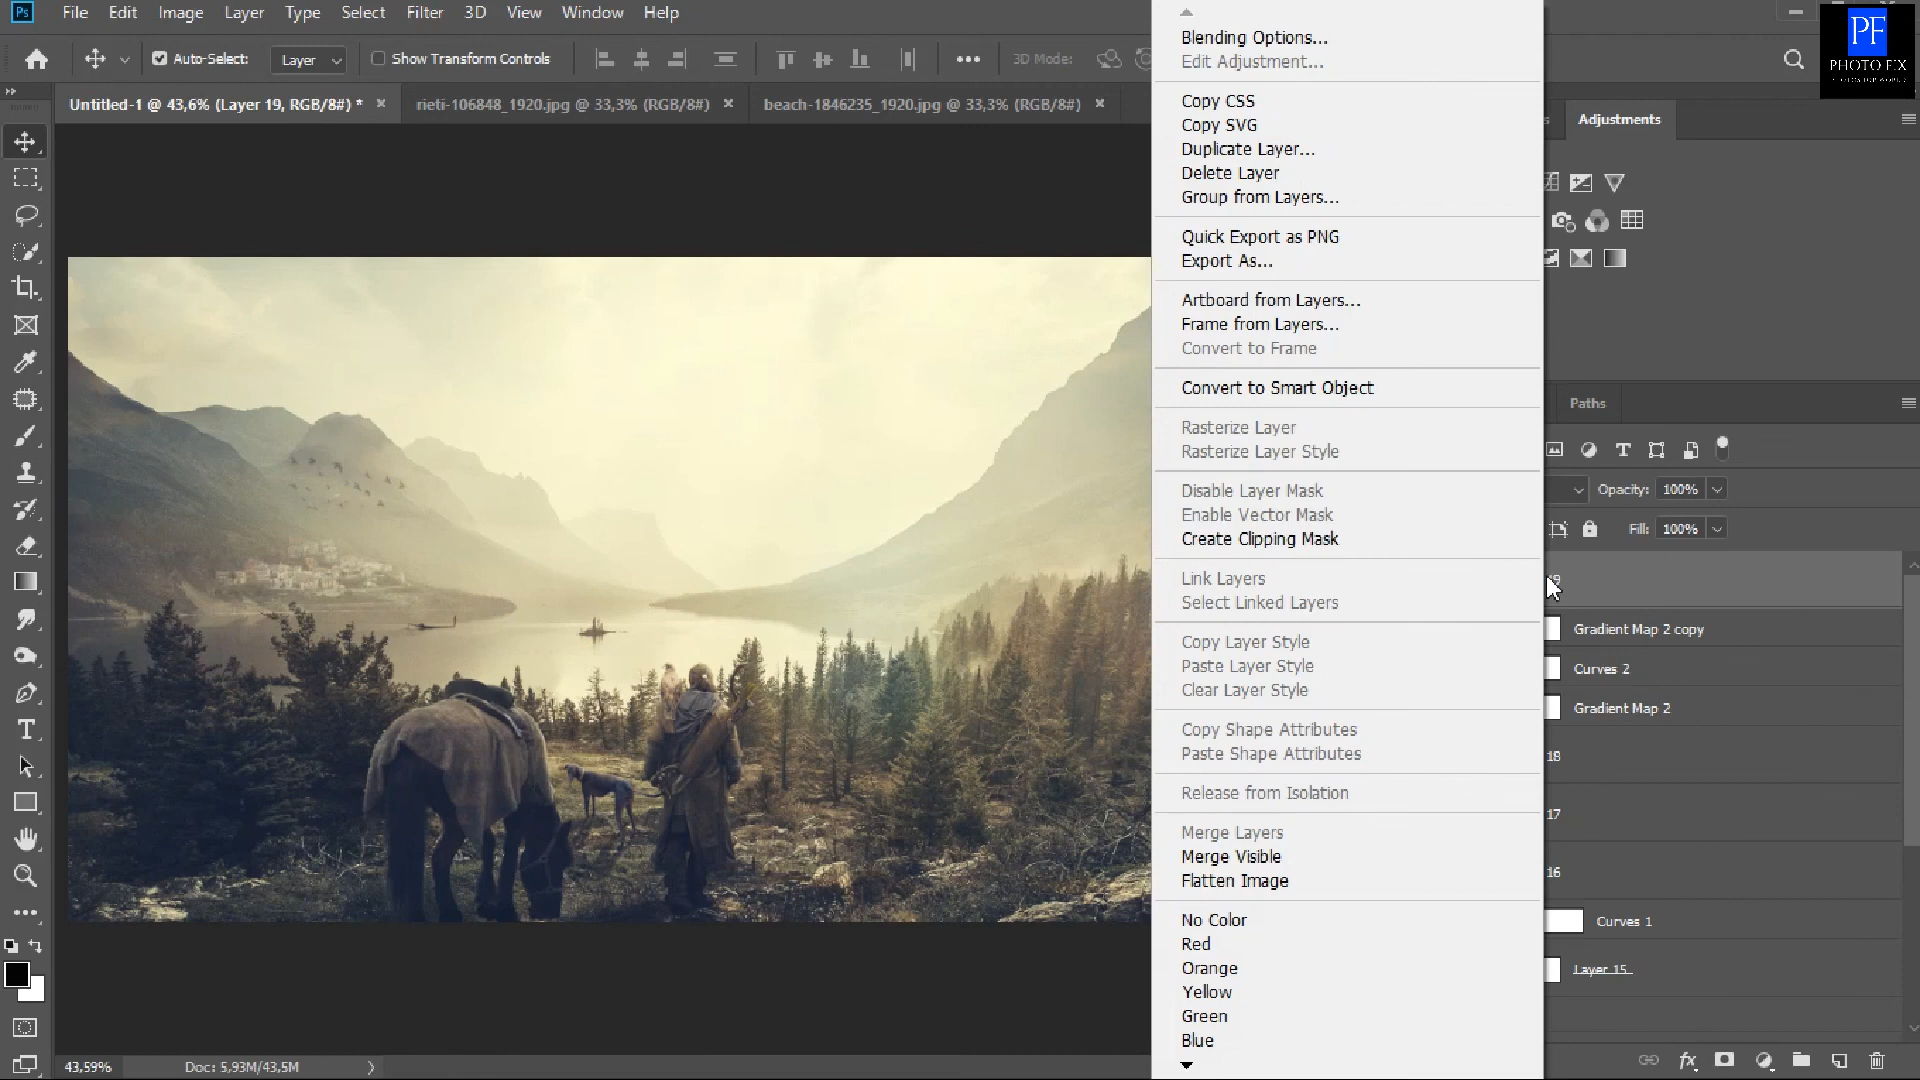 Ps File Edit Image Layer Type Select Filter 3D View Window Help
Auto-Select: Layer Show Transform Controls 3D Mode:
PF
PHOTO FIX
Untitled-1 @ 43,6% (Layer 19, RGB/8#) *
rieti-106848_1920.jpg @ 33,3% (RGB/8#)
beach-1846235_1920.jpg @ 33,3% (RGB/8#)
Blending Options...
Edit Adjustment...
Copy CSS
Copy SVG
Duplicate Layer...
Delete Layer
Group from Layers...
Quick Export as PNG
Export As...
Artboard from Layers...
Frame from Layers...
Convert to Frame
Convert to Smart Object
Rasterize Layer
Rasterize Layer Style
Disable Layer Mask
Enable Vector Mask
Create Clipping Mask
Link Layers
Select Linked Layers
Copy Layer Style
Paste Layer Style
Clear Layer Style
Copy Shape Attributes
Paste Shape Attributes
Release from Isolation
Merge Layers
Merge Visible
Flatten Image
No Color
Red
Orange
Yellow
Green
Blue
Adjustments
Paths
Opacity: 100%
Fill: 100%
Gradient Map 2 copy
Curves 2
Gradient Map 2
18
17
16
Curves 1
Layer 15
43,59% Doc: 5,93M/43,5M